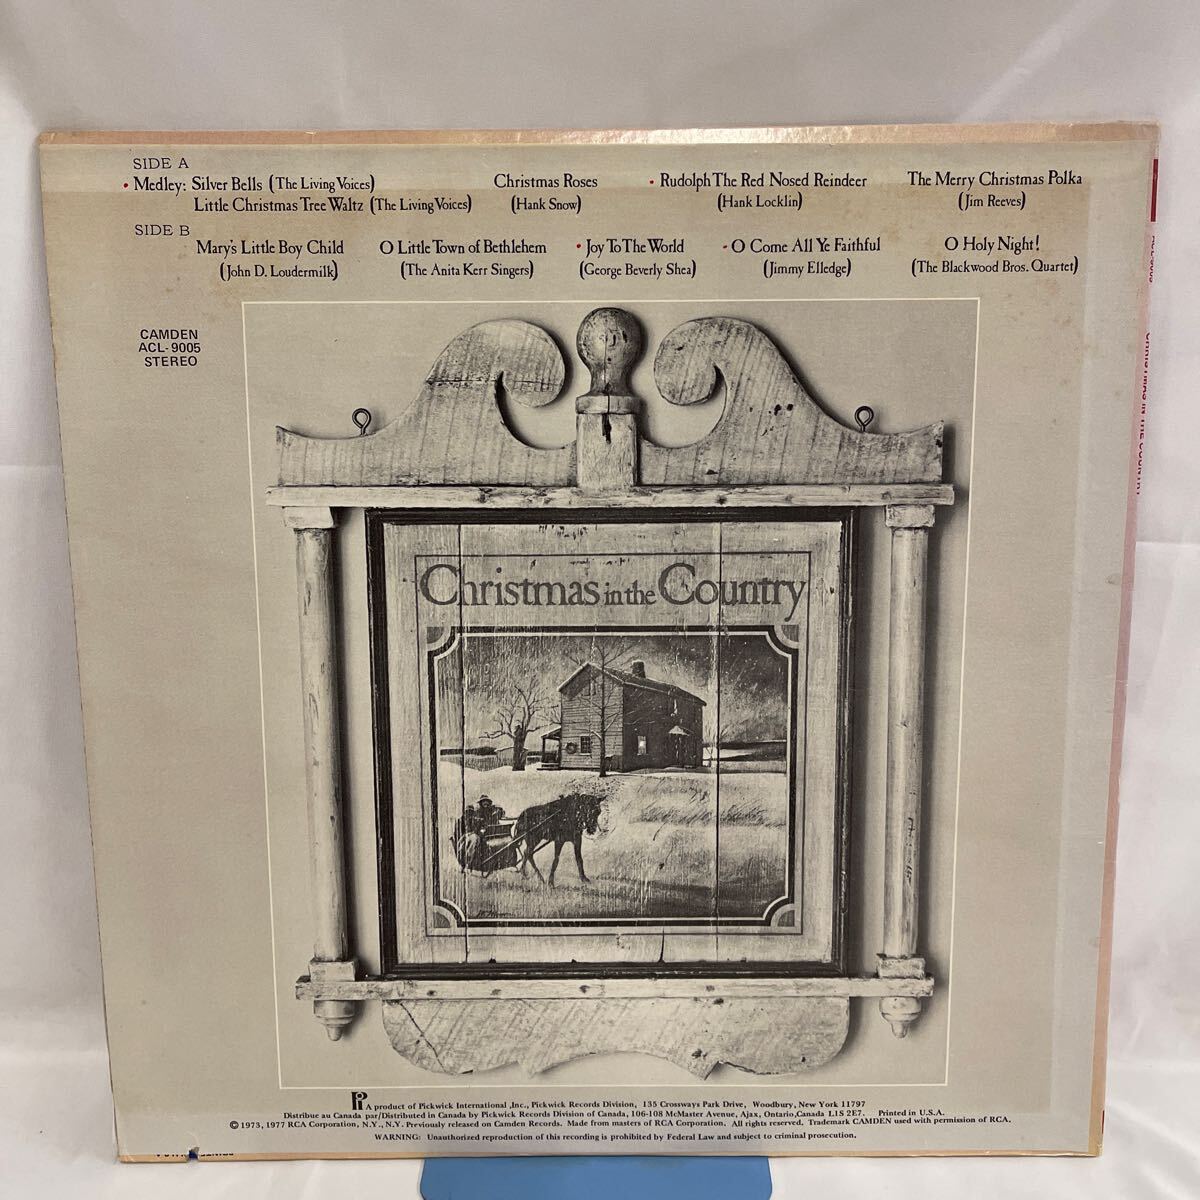 SIDE A
• Medley: Silver Bells (The Living Voices)
Little Christmas Tree Waltz (The Living Voices)
Christmas Roses
(Hank Snow)
• Rudolph The Red Nosed Reindeer
(Hank Locklin)
The Merry Christmas Polka
(Jim Reeves)
SIDE B
Mary's Little Boy Child
(John D. Loudermilk)
O Little Town of Bethlehem
(The Anita Kerr Singers)
• Joy To The World
(George Beverly Shea)
• O Come All Ye Faithful
(Jimmy Elledge)
O Holy Night!
(The Blackwood Bros. Quartet)
CAMDEN
ACL-9005
STEREO
Christmas in the Country
A product of Pickwick International ,Inc., Pickwick Records Division, 135 Crossways Park Drive, Woodbury, New York 11797
Distribue au Canada par/Distributed in Canada by Pickwick Records Division of Canada, 106-108 McMaster Avenue, Ajax, Ontario,Canada L1S 2E7. Printed in U.S.A.
© 1973, 1977 RCA Corporation, N.Y., N.Y. Previously released on Camden Records. Made from masters of RCA Corporation. All rights reserved. Trademark CAMDEN used with permission of RCA.
WARNING: Unauthorized reproduction of this recording is prohibited by Federal Law and subject to criminal prosecution.
ACL-9005
CHRISTMAS IN THE COUNTRY